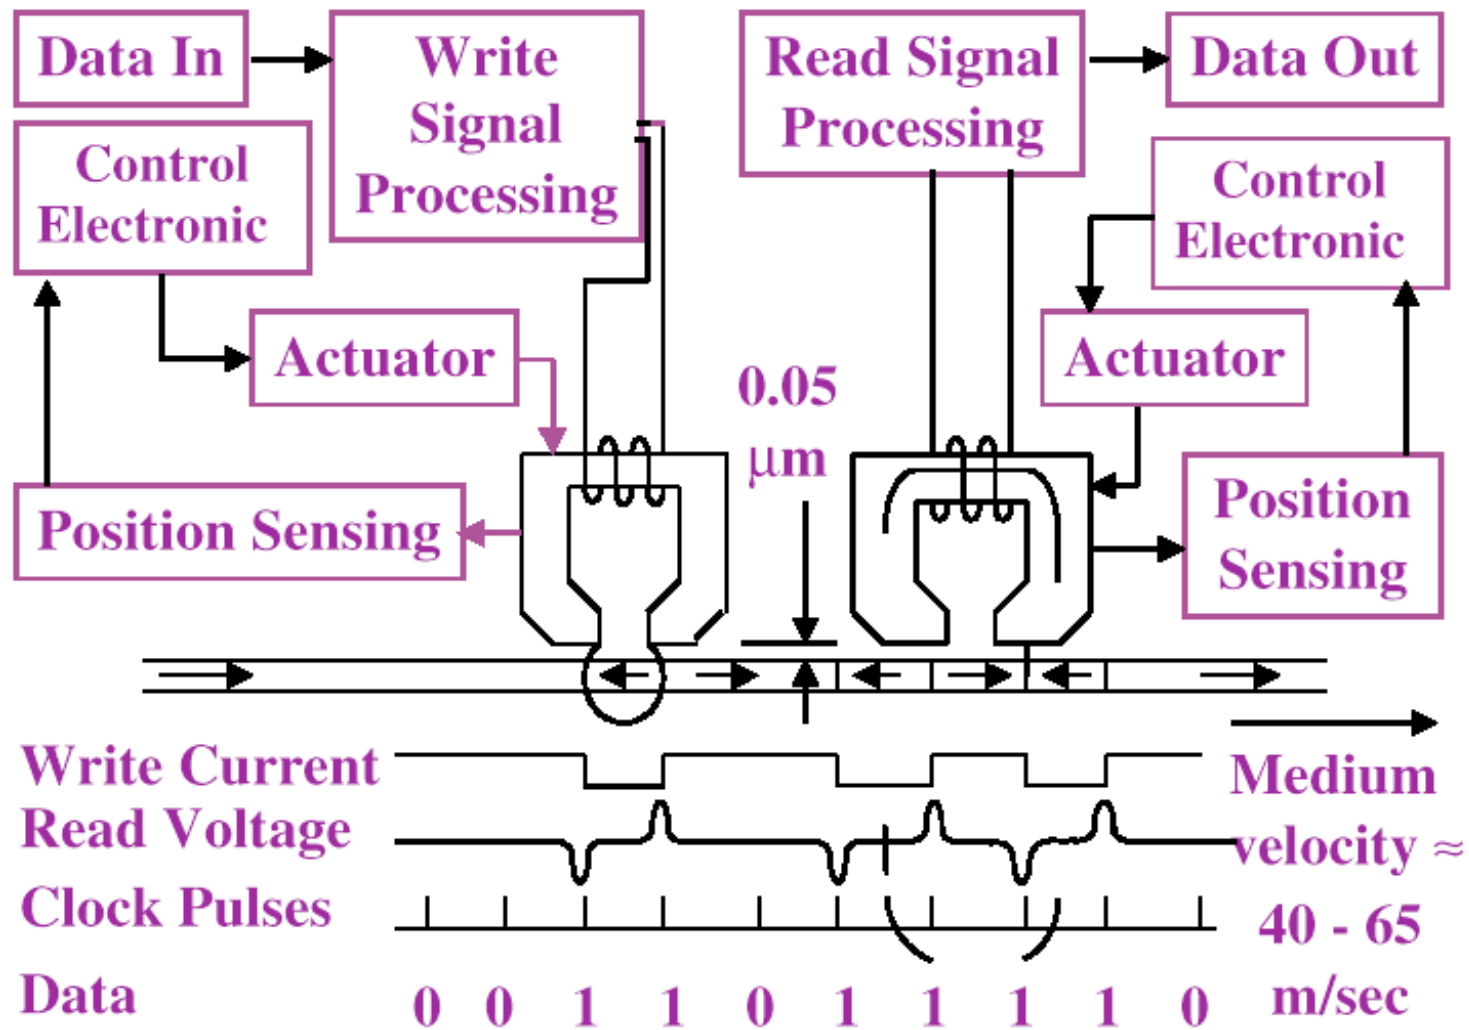 Data In
Write
Signal
Processing
Read Signal
Processing
Data Out
Control
Electronic
Control
Electronic
Actuator
0.05
μm
Actuator
Position Sensing
Position
Sensing
Write Current
Read Voltage
Clock Pulses
Medium
velocity ≈
40 - 65
m/sec
Data 0 0 1 1 0 1 1 1 1 0